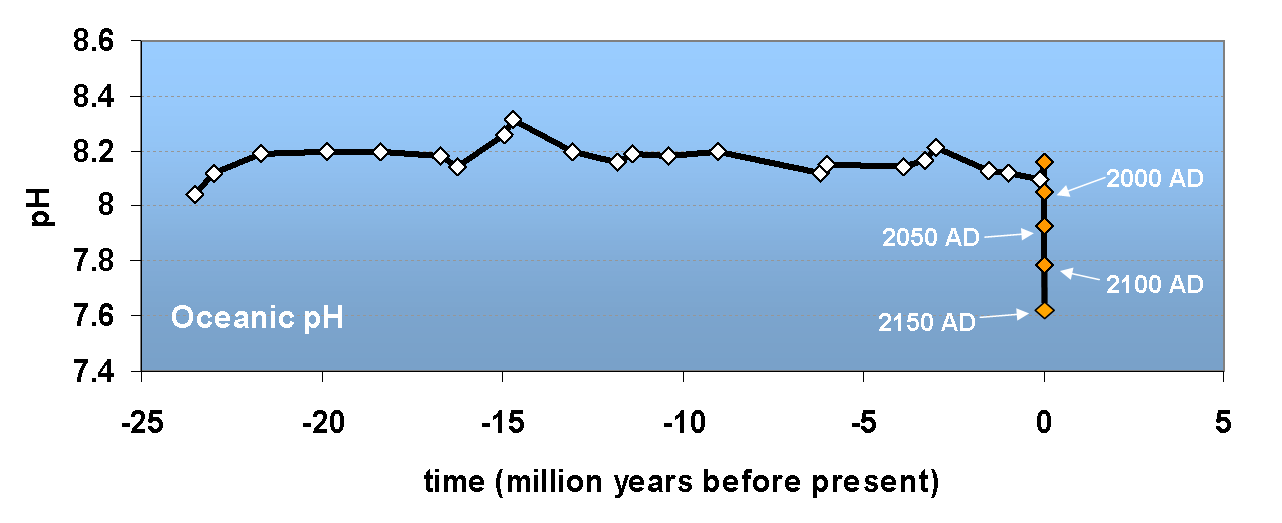 8.6
8.4
8.2
8
7.8
7.6
7.4
pH
2000 AD
2050 AD
2100 AD
2150 AD
Oceanic pH
-25 -20 -15 -10 -5 0 5
time (million years before present)